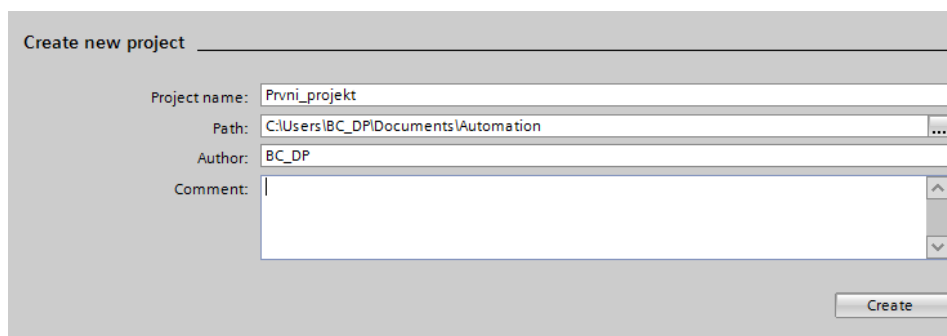 Create new project
Project name: Prvni_projekt
Path: C:\Users\BC_DP\Documents\Automation ...
Author: BC_DP
Comment:
Create